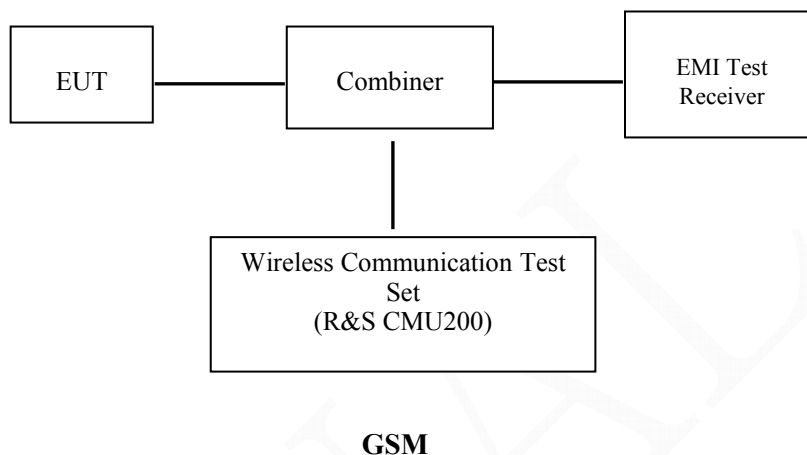 EUT
Combiner
EMI Test
Receiver
Wireless Communication Test
Set
(R&S CMU200)
GSM